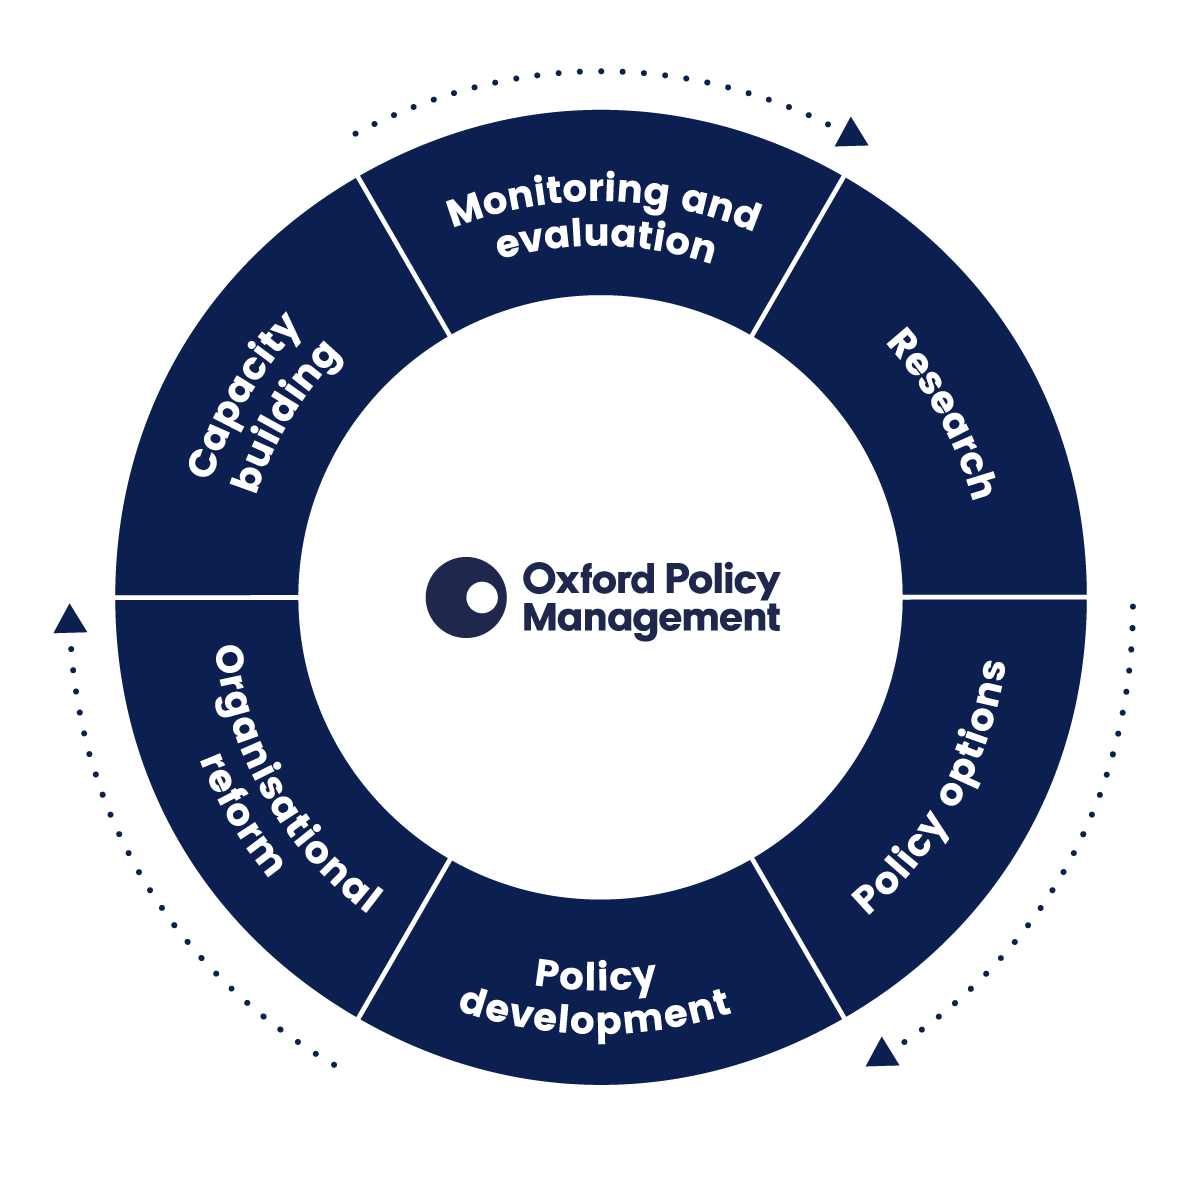 Monitoring and
evaluation
Research
Policy options
Policy
development
Organisational
reform
Capacity
building
Oxford Policy
Management